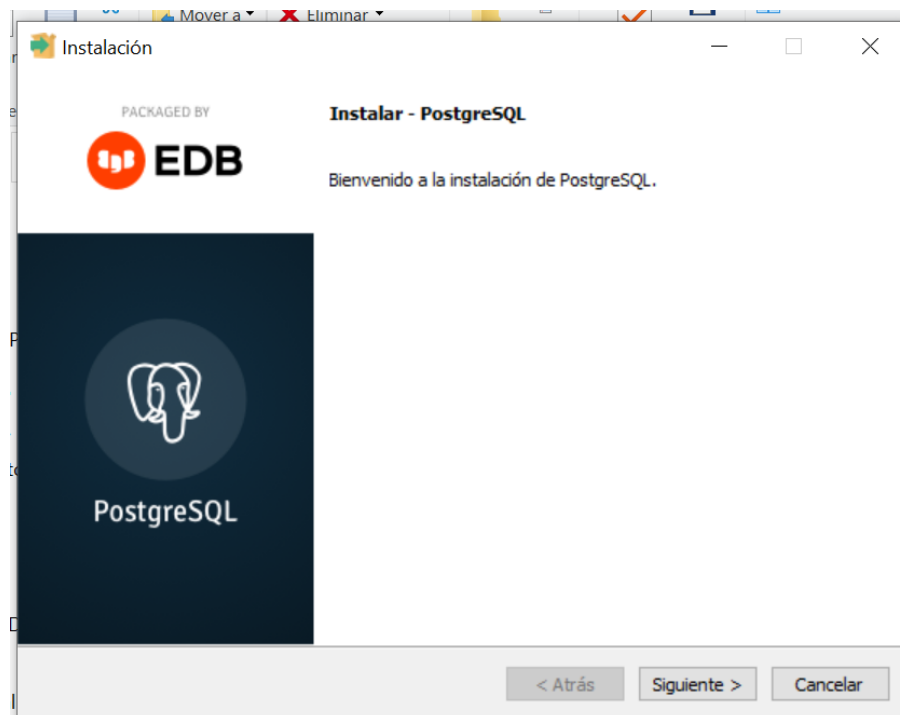 Mover a
Eliminar
Instalación
PACKAGED BY
EDB
Instalar - PostgreSQL
Bienvenido a la instalación de PostgreSQL.
PostgreSQL
< Atrás
Siguiente >
Cancelar